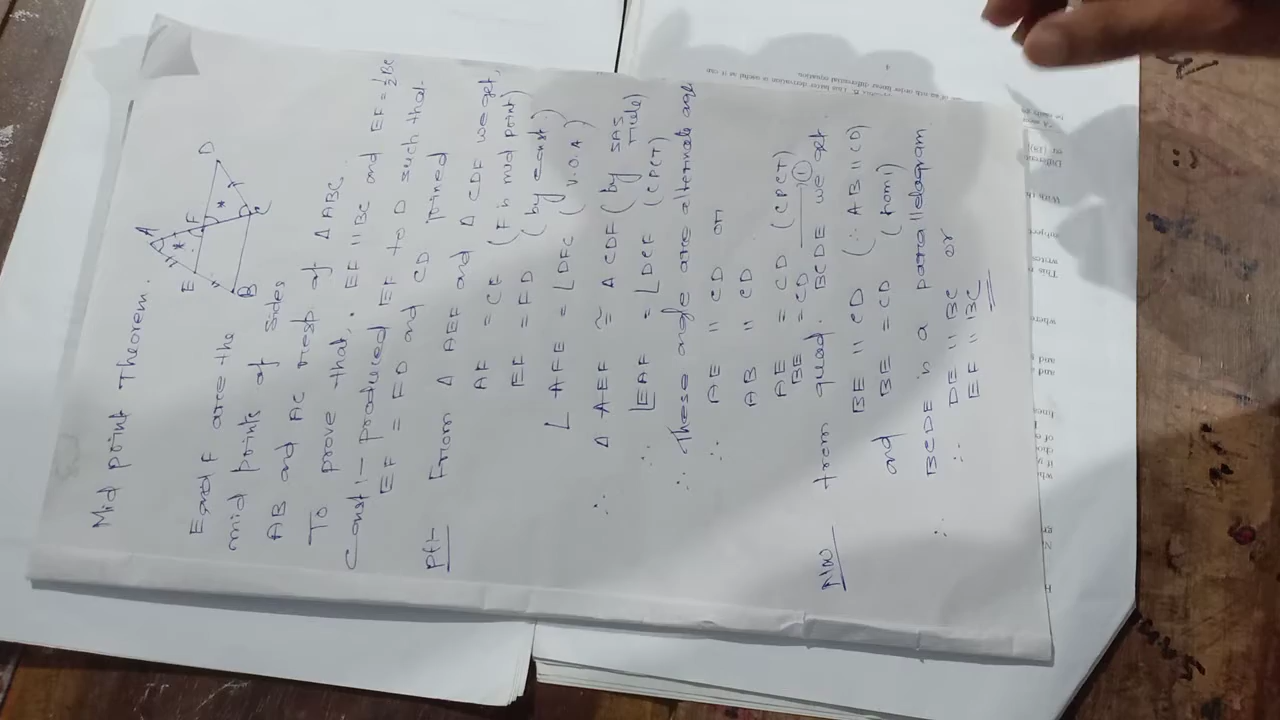 Mid point Theorem.
A
E
F
D
B
C
E and F are the
mid points of sides
AB and AC resp of Δ ABC
To prove that, EF || BC and EF = ½ BC
Const :- produced EF to D such that
EF = FD and CD joined
Pf:- From Δ AEF and Δ CDF we get,
AF = CF (F is mid point)
EF = FD (by const)
∠ AFE = ∠DFC (V.O.A)
∴ Δ AEF ≅ Δ CDF (by SAS rule)
∴ ∠EAF = ∠DCF (CPCT)
∴ These angle are alternate age
∴ AE || CD or
AB || CD
AE = CD (CPCT)
BE = CD ①
Now from quad. BCDE we get.
BE || CD (∵ AB || CD)
and BE = CD (from 1)
∴ BCDE is a parallelogram
∴ DE || BC or
EF || BC